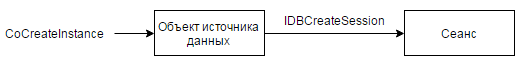 CoCreateInstance
Объект источника
данных
IDBCreateSession
Сеанс